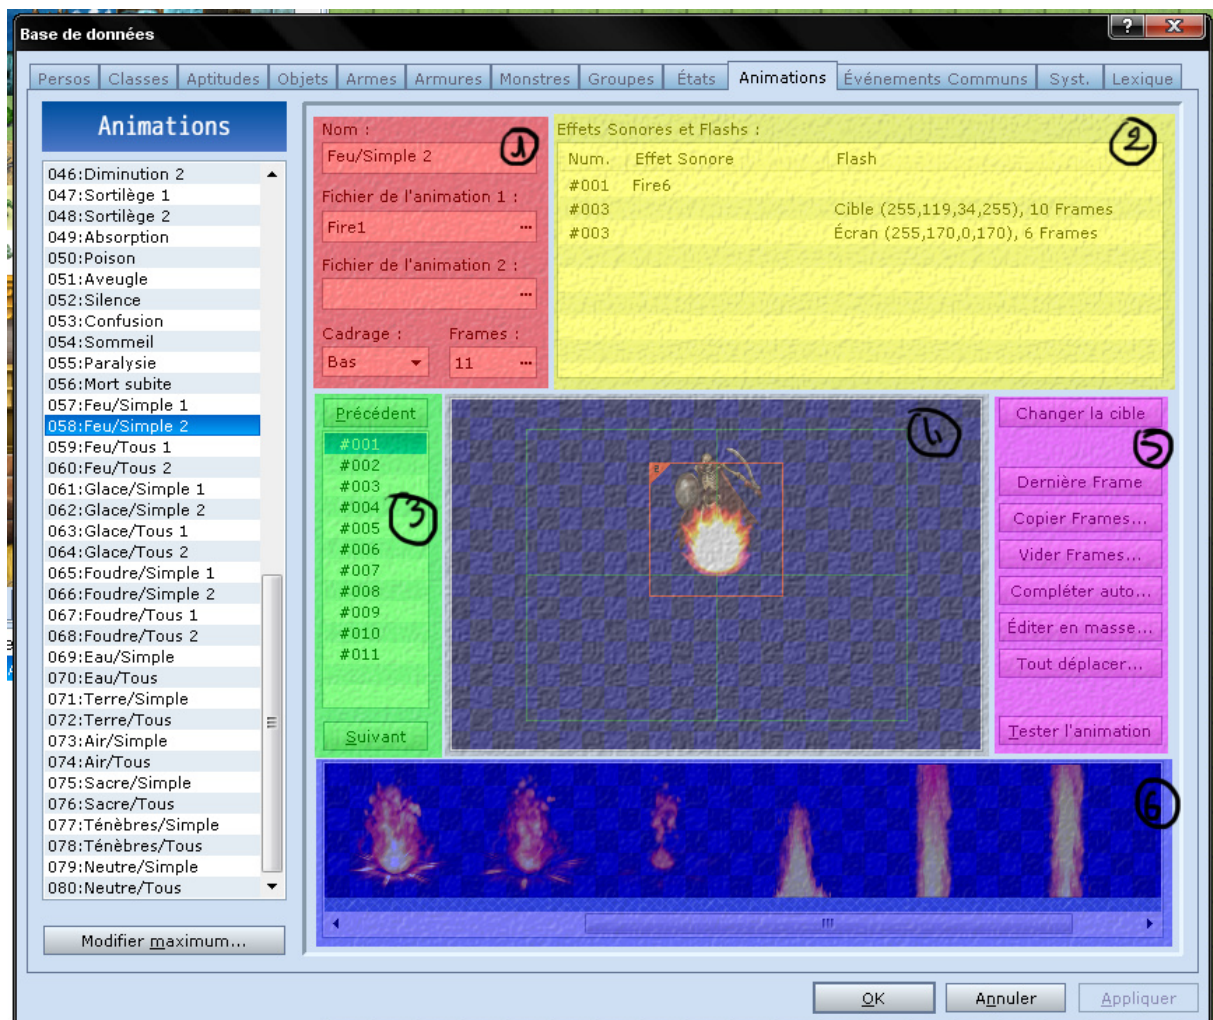 Base de données
?
X
Persos
Classes
Aptitudes
Objets
Armes
Armures
Monstres
Groupes
États
Animations
Événements Communs
Syst.
Lexique
Animations
046:Diminution 2
047:Sortilège 1
048:Sortilège 2
049:Absorption
050:Poison
051:Aveugle
052:Silence
053:Confusion
054:Sommeil
055:Paralysie
056:Mort subite
057:Feu/Simple 1
058:Feu/Simple 2
059:Feu/Tous 1
060:Feu/Tous 2
061:Glace/Simple 1
062:Glace/Simple 2
063:Glace/Tous 1
064:Glace/Tous 2
065:Foudre/Simple 1
066:Foudre/Simple 2
067:Foudre/Tous 1
068:Foudre/Tous 2
069:Eau/Simple
070:Eau/Tous
071:Terre/Simple
072:Terre/Tous
073:Air/Simple
074:Air/Tous
075:Sacre/Simple
076:Sacre/Tous
077:Ténèbres/Simple
078:Ténèbres/Tous
079:Neutre/Simple
080:Neutre/Tous
Modifier maximum...
Nom :
1
Feu/Simple 2
Fichier de l'animation 1 :
Fire1 ...
Fichier de l'animation 2 :
...
Cadrage : Frames :
Bas 11 ...
Effets Sonores et Flashs :
2
Num. Effet Sonore Flash
#001 Fire6
#003 Cible (255,119,34,255), 10 Frames
#003 Écran (255,170,0,170), 6 Frames
Précédent
#001
#002
#003
#004
#005
#006
#007
#008
#009
#010
#011
3
Suivant
4
Changer la cible
5
Dernière Frame
Copier Frames...
Vider Frames...
Compléter auto...
Éditer en masse...
Tout déplacer...
Tester l'animation
6
OK
Annuler
Appliquer